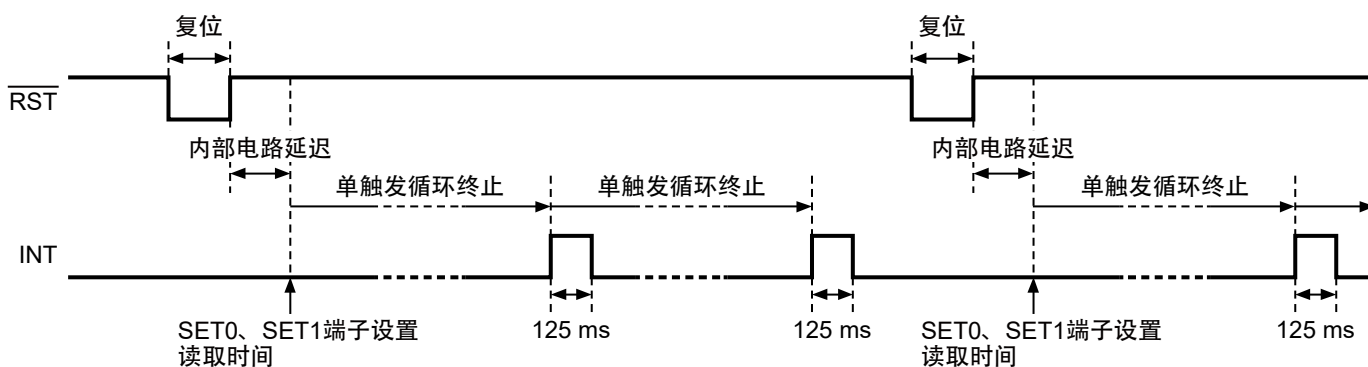 复位
复位
RST
内部电路延迟
内部电路延迟
单触发循环终止
单触发循环终止
单触发循环终止
INT
SET0、SET1端子设置
读取时间
125 ms
125 ms
SET0、SET1端子设置
读取时间
125 ms